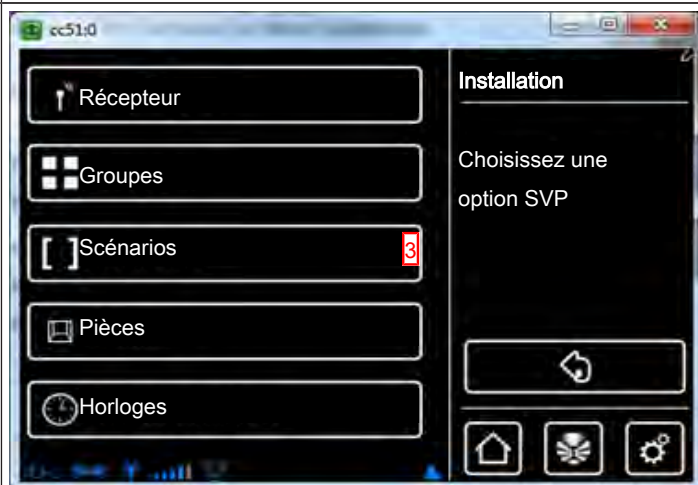 cc51:0
Récepteur
Groupes
Scénarios 3
Pièces
Horloges
Installation
Choisissez une
option SVP